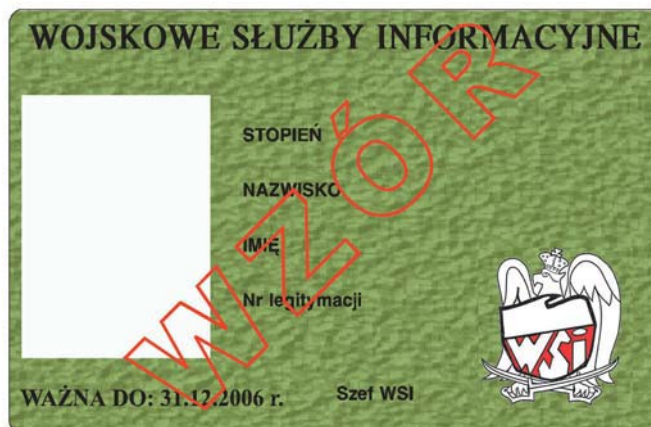 WOJSKOWE SŁUŻBY INFORMACYJNE
STOPIEŃ
NAZWISKO
IMIĘ
Nr legitymacji
WZÓR
WSi
WAŻNA DO: 31.12.2006 r.
Szef WSI